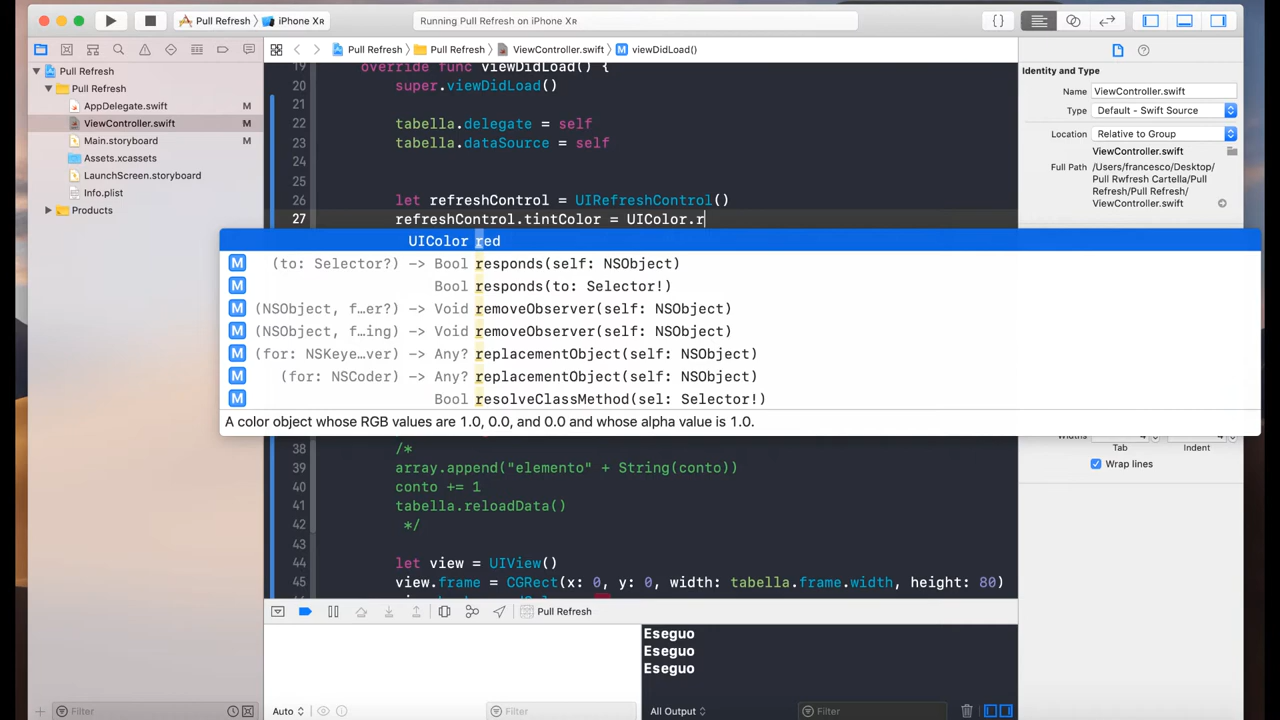 Pull Refresh
iPhone XR
Running Pull Refresh on iPhone XR
{}
Pull Refresh
Pull Refresh
ViewController.swift
M
viewDidLoad()
Pull Refresh
Pull Refresh
AppDelegate.swift
M
ViewController.swift
M
Main.storyboard
M
Assets.xcassets
LaunchScreen.storyboard
Info.plist
Products
19 override func viewDidLoad() {
20 super.viewDidLoad()
21
22 tabella.delegate = self
23 tabella.dataSource = self
24
25
26 let refreshControl = UIRefreshControl()
27 refreshControl.tintColor = UIColor.r
UIColor red
M (to: Selector?) -> Bool responds(self: NSObject)
M Bool responds(to: Selector!)
M (NSObject, f…er?) -> Void removeObserver(self: NSObject)
M (NSObject, f…ing) -> Void removeObserver(self: NSObject)
M (for: NSKeye…ver) -> Any? replacementObject(self: NSObject)
M (for: NSCoder) -> Any? replacementObject(self: NSObject)
M Bool resolveClassMethod(sel: Selector!)
A color object whose RGB values are 1.0, 0.0, and 0.0 and whose alpha value is 1.0.
38 /*
39 array.append("elemento" + String(conto))
40 conto += 1
41 tabella.reloadData()
42 */
43
44 let view = UIView()
45 view.frame = CGRect(x: 0, y: 0, width: tabella.frame.width, height: 80)
Identity and Type
Name ViewController.swift
Type Default - Swift Source
Location Relative to Group
ViewController.swift
Full Path /Users/francesco/Desktop/
Pull Rwfresh Cartella/Pull
Refresh/Pull Refresh/
ViewController.swift
Tab Indent
Wrap lines
Pull Refresh
Eseguo
Eseguo
Eseguo
Filter
Auto
Filter
All Output
Filter